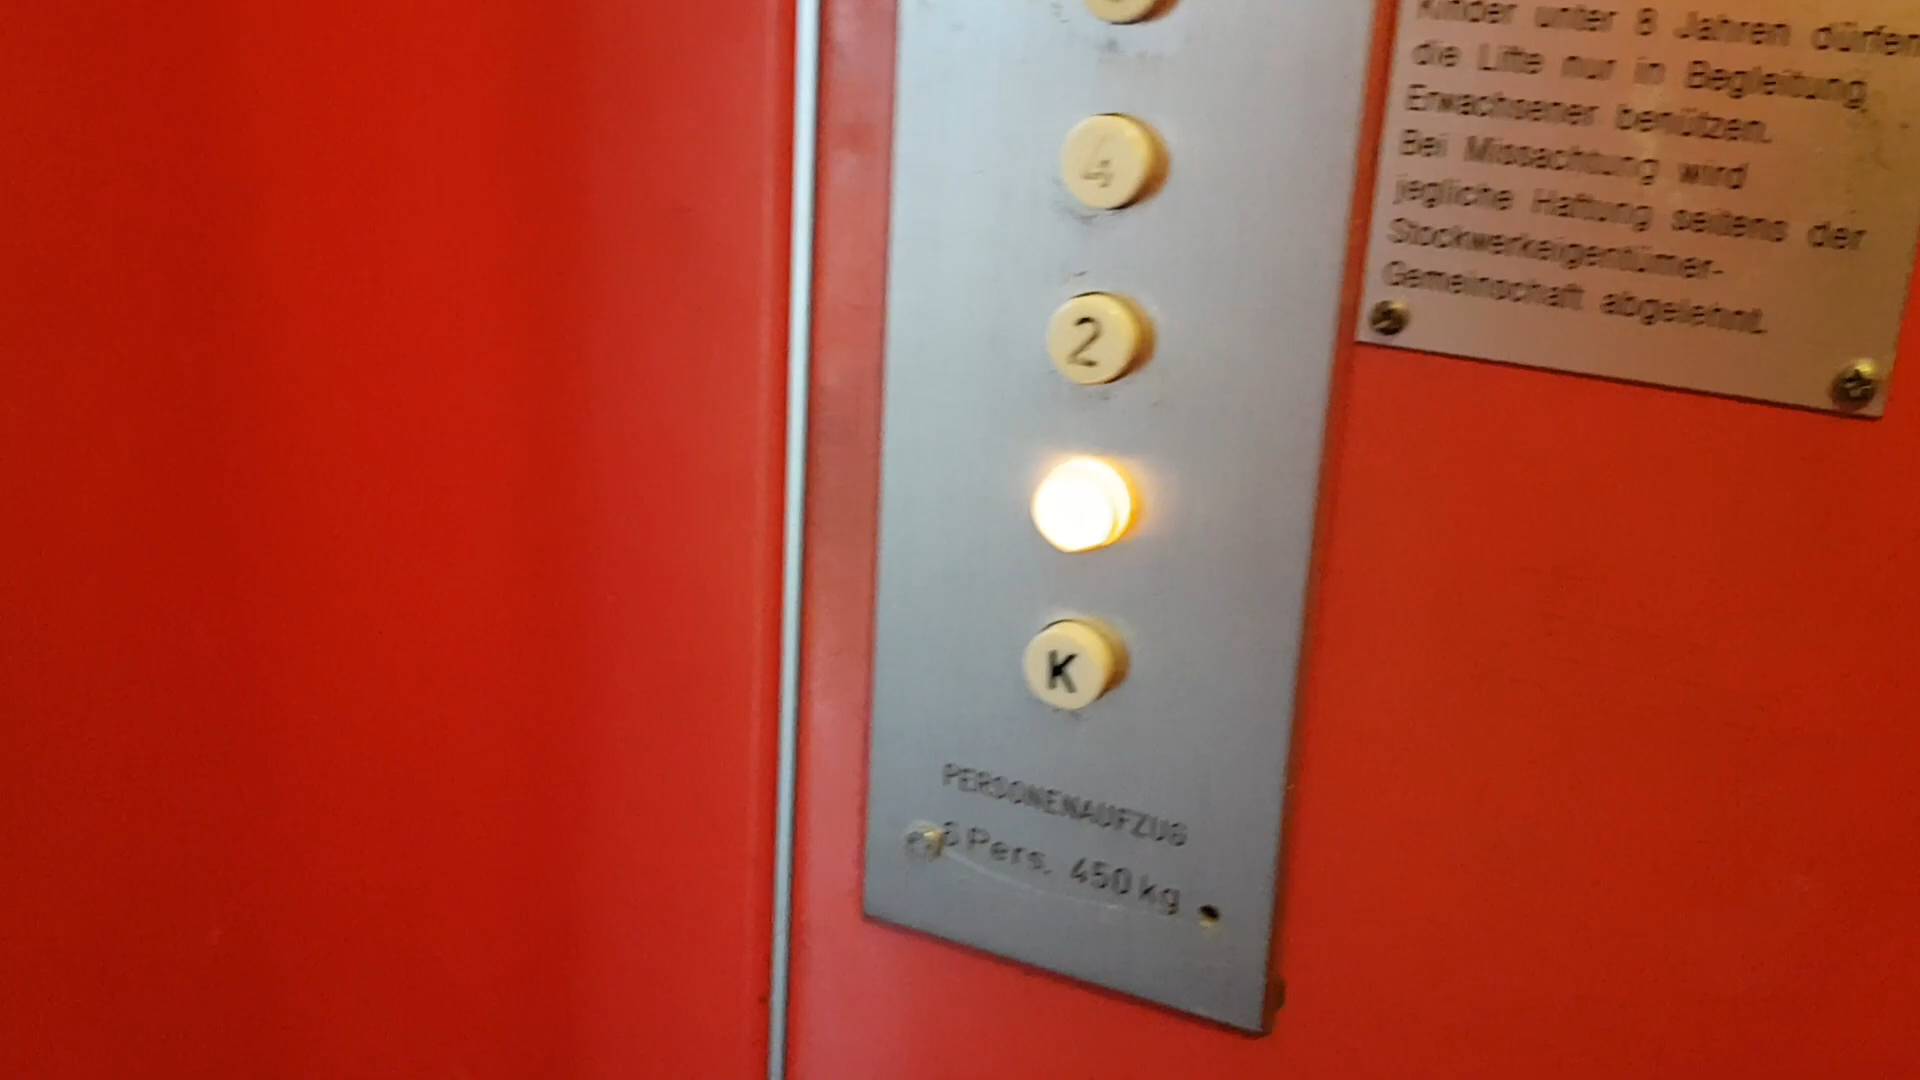 Kinder unter 8 Jahren dürfen
die Lifte nur in Begleitung
Erwachsener benützen.
Bei Missachtung wird
jegliche Haftung seitens der
Stockwerkeigentümer-
Gemeinschaft abgelehnt.
4
2
K
PERSONENAUFZUG
6 Pers. 450 kg